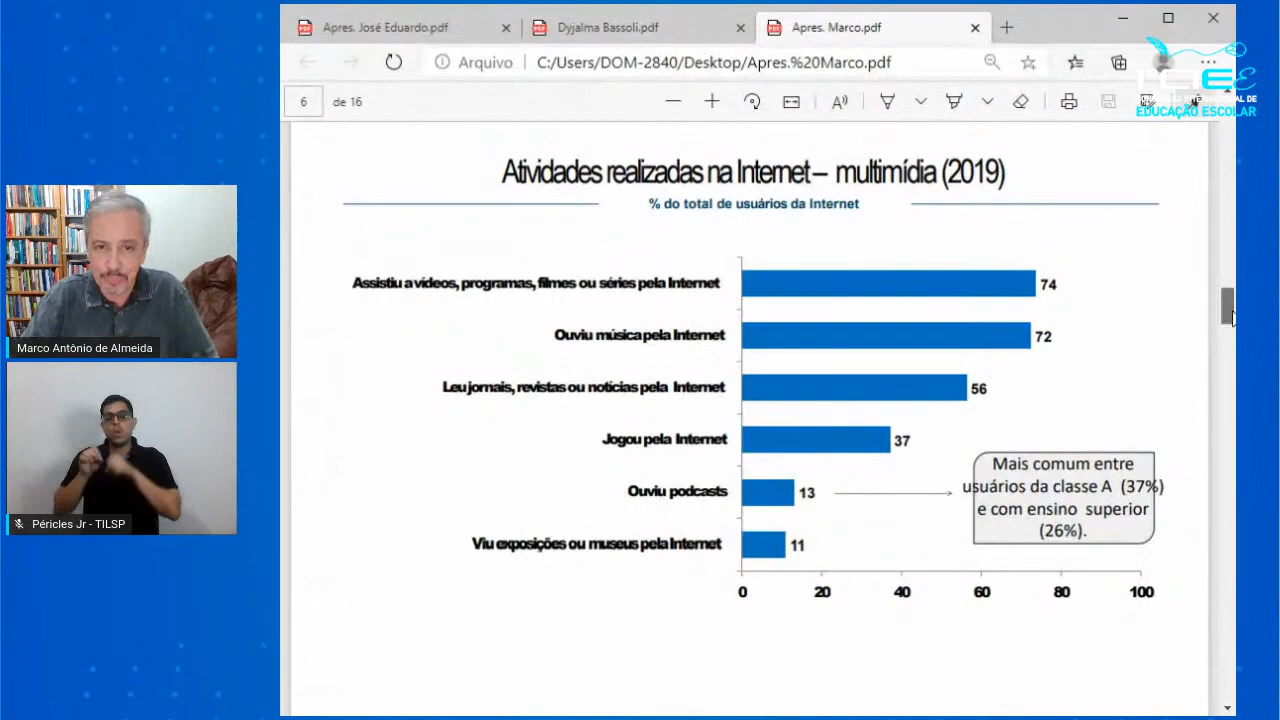 Apres. José Eduardo.pdf
Dyjalma Bassoli.pdf
Apres. Marco.pdf
Arquivo
C:/Users/DOM-2840/Desktop/Apres.%20Marco.pdf
6 de 16
EDUCAÇÃO ESCOLAR
Atividades realizadas na Internet – multimídia (2019)
% do total de usuários da Internet
Assistiu a vídeos, programas, filmes ou séries pela Internet 74
Ouviu música pela Internet 72
Leu jornais, revistas ou notícias pela Internet 56
Jogou pela Internet 37
Ouviu podcasts 13
Mais comum entre
usuários da classe A (37%)
e com ensino superior
(26%).
Viu exposições ou museus pela Internet 11
0 20 40 60 80 100
Marco Antônio de Almeida
Péricles Jr - TILSP